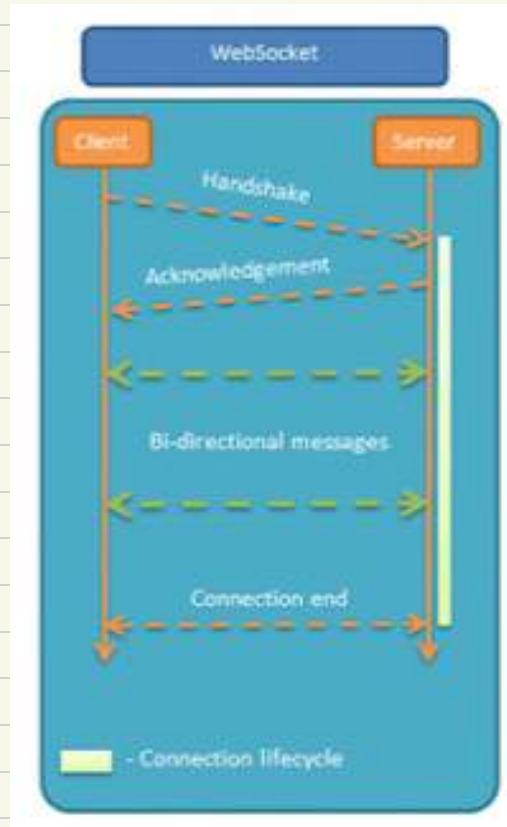 WebSocket
Client
Server
Handshake
Acknowledgement
Bi-directional messages
Connection end
- Connection lifecycle